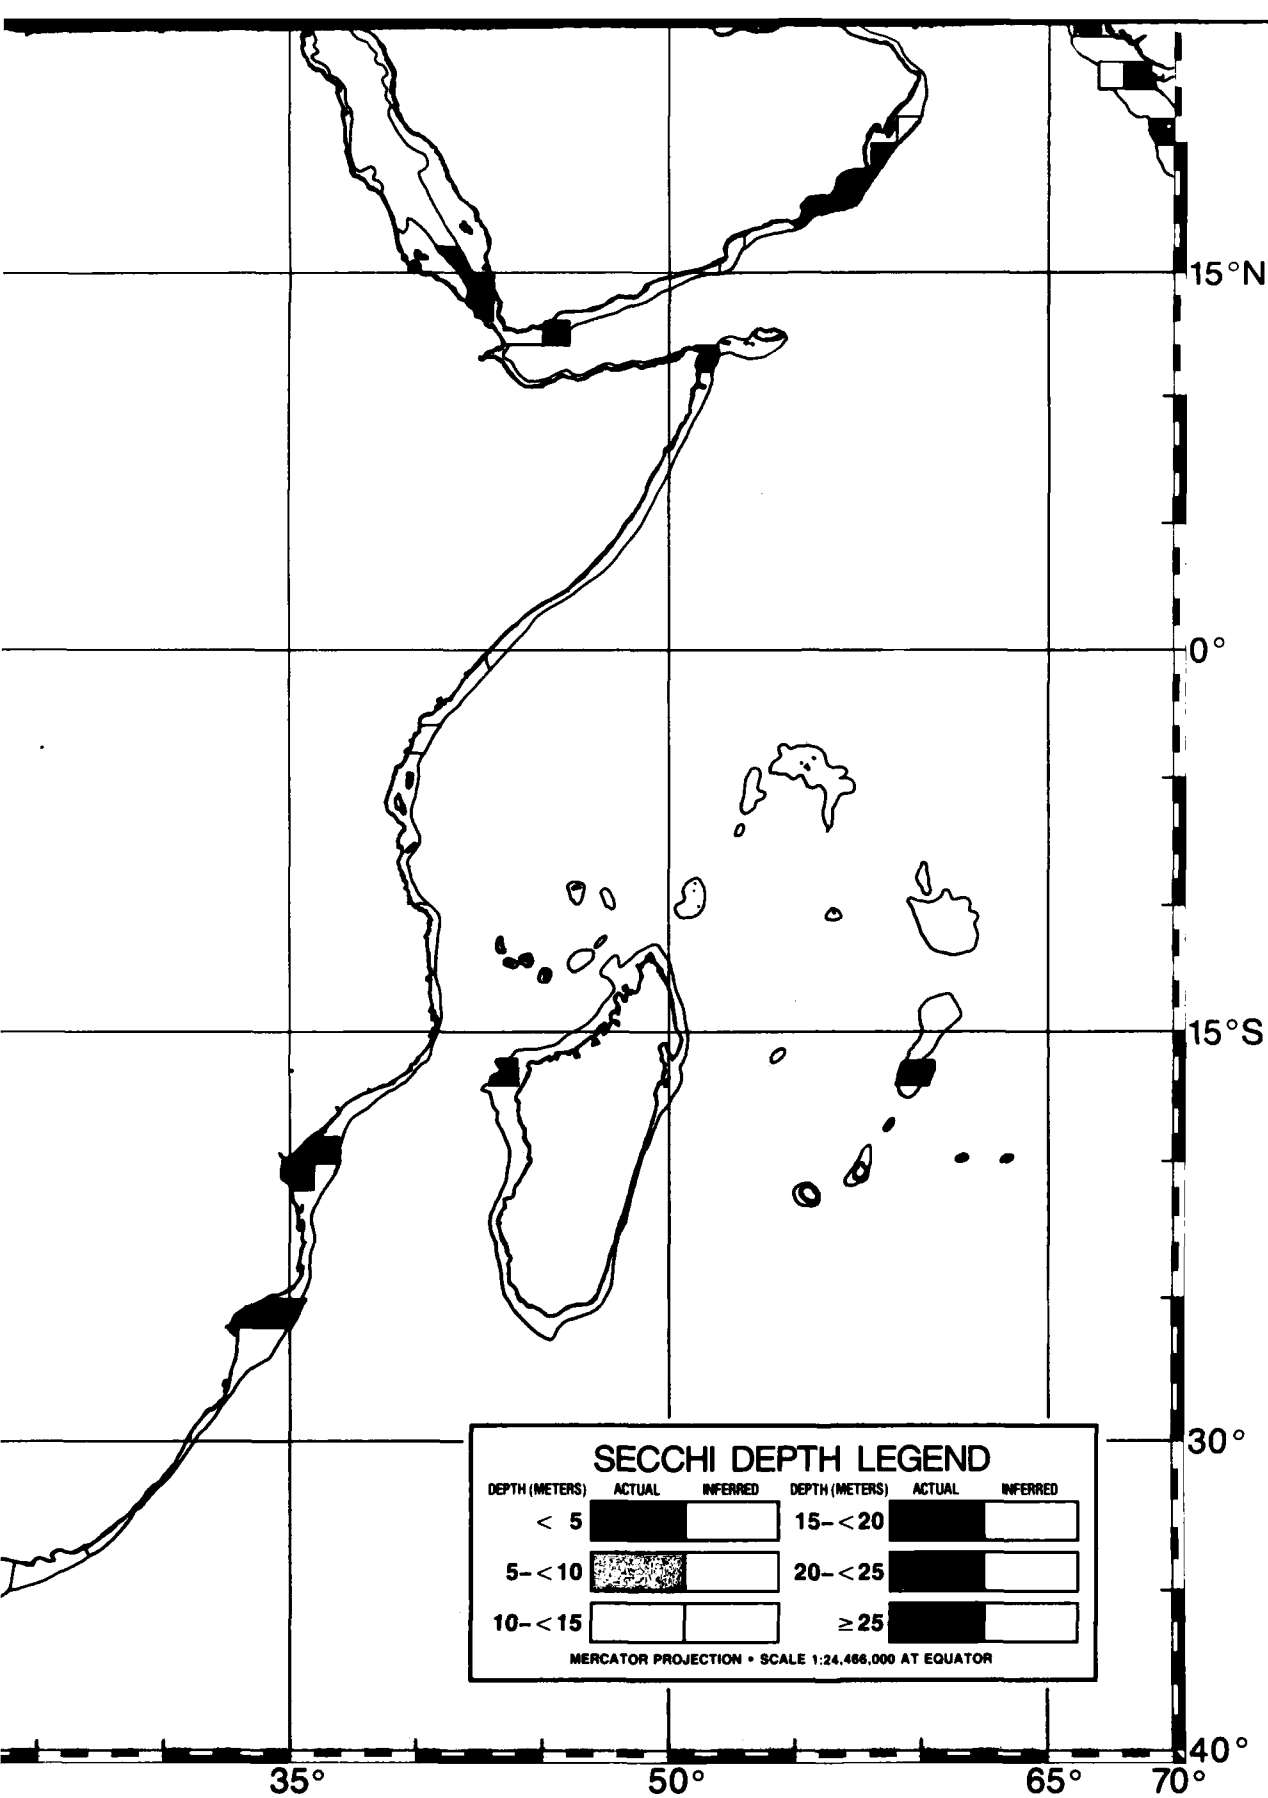 15°N
0°
15°S
30°
SECCHI DEPTH LEGEND
DEPTH (METERS) ACTUAL INFERRED DEPTH (METERS) ACTUAL INFERRED
< 5 15–<20
5–<10 20–<25
10–<15 ≥25
MERCATOR PROJECTION • SCALE 1:24,466,000 AT EQUATOR
40°
35° 50° 65° 70°